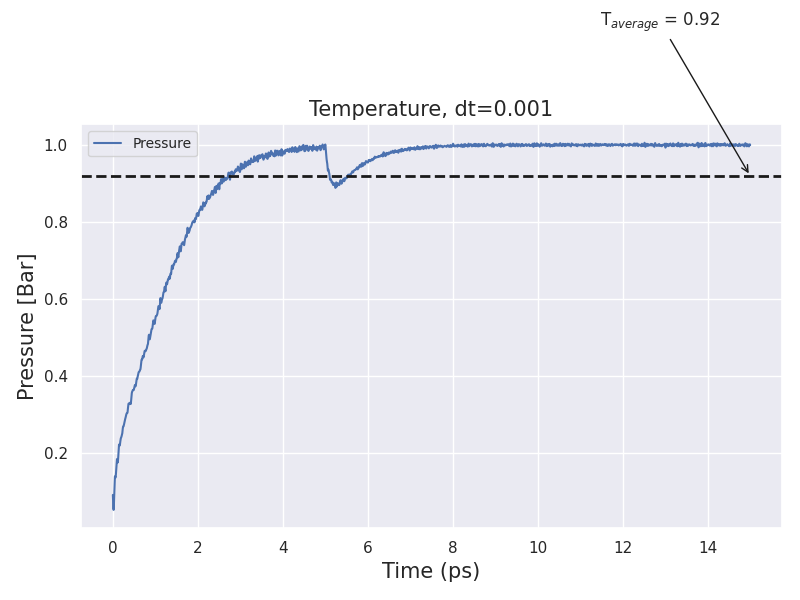 T_average = 0.92
Temperature, dt=0.001
Pressure
1.0
0.8
0.6
0.4
0.2
Pressure [Bar]
0 2 4 6 8 10 12 14
Time (ps)